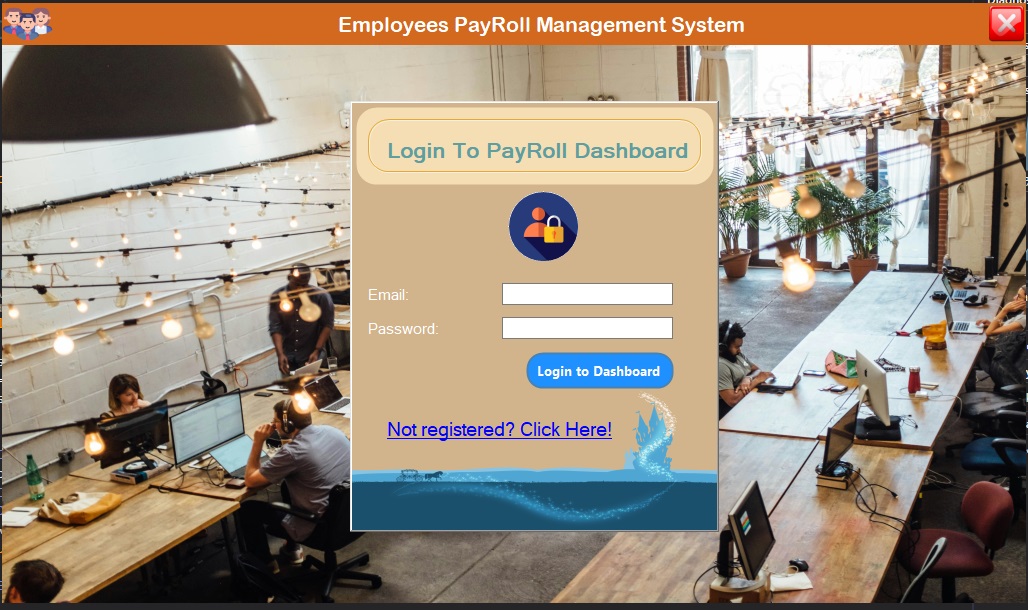 Employees PayRoll Management System
Login To PayRoll Dashboard
Email:
Password:
Login to Dashboard
Not registered? Click Here!